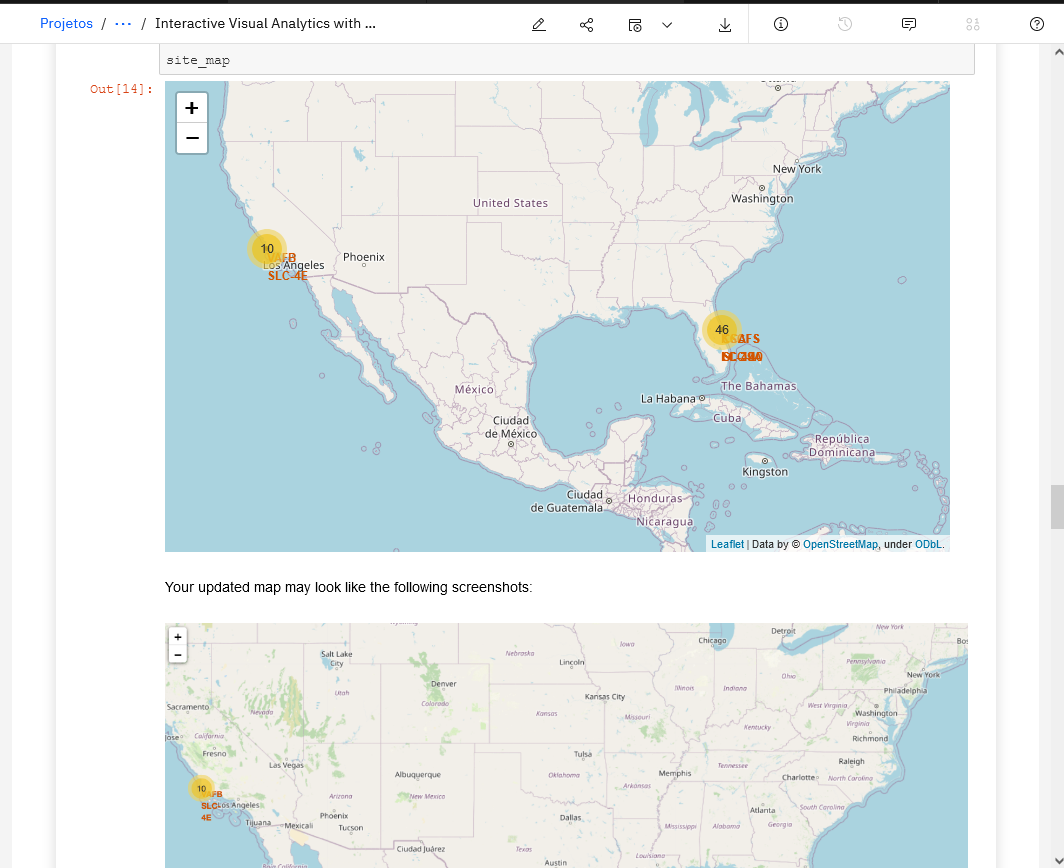 Projetos / ··· / Interactive Visual Analytics with ...
site_map
Out[14]:
+
−
New York
Washington
United States
10
VAFB
Los Angeles
SLC-4E
Phoenix
46
México
Ciudad
de México
La Habana
The Bahamas
Cuba
República
Dominicana
Kingston
Ciudad
de Guatemala
Honduras
Nicaragua
Leaflet | Data by © OpenStreetMap, under ODbL.
Your updated map may look like the following screenshots:
+
−
Chicago
Detroit
New York
Bos
Salt Lake
City
Nebraska
Iowa
Lincoln
Pennsylvania
Denver
Utah
Colorado
Kansas City
Illinois
Indiana
Ohio
New York
Philadelphia
Sacramento
Nevada
Kansas
Missouri
West Virginia
Washington
Virginia
Kentucky
Richmond
jose
California
Fresno
Las Vegas
Tulsa
Raleigh
Albuquerque
Oklahoma
Memphis
Tennessee
Charlotte
North Carolina
Arkansas
10
VAFB
SLC-
4E
Los Angeles
Arizona
New Mexico
Phoenix
Tijuana
Mexicali
Tucson
Dallas
Atlanta
South Carolina
Mississippi
Alabama
Georgia
Ciudad Juárez
Texas
Louisiana
Austin